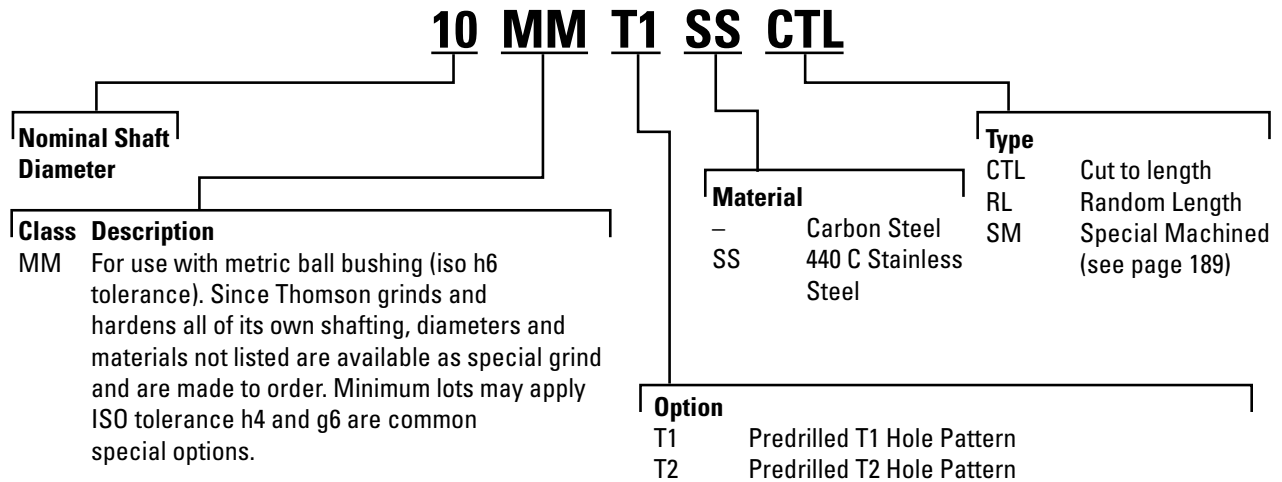 10 MM T1 SS CTL
Nominal Shaft
Diameter
Class Description
MM For use with metric ball bushing (iso h6
tolerance). Since Thomson grinds and
hardens all of its own shafting, diameters and
materials not listed are available as special grind
and are made to order. Minimum lots may apply
ISO tolerance h4 and g6 are common
special options.
Material
– Carbon Steel
SS 440 C Stainless
Steel
Type
CTL Cut to length
RL Random Length
SM Special Machined
(see page 189)
Option
T1 Predrilled T1 Hole Pattern
T2 Predrilled T2 Hole Pattern